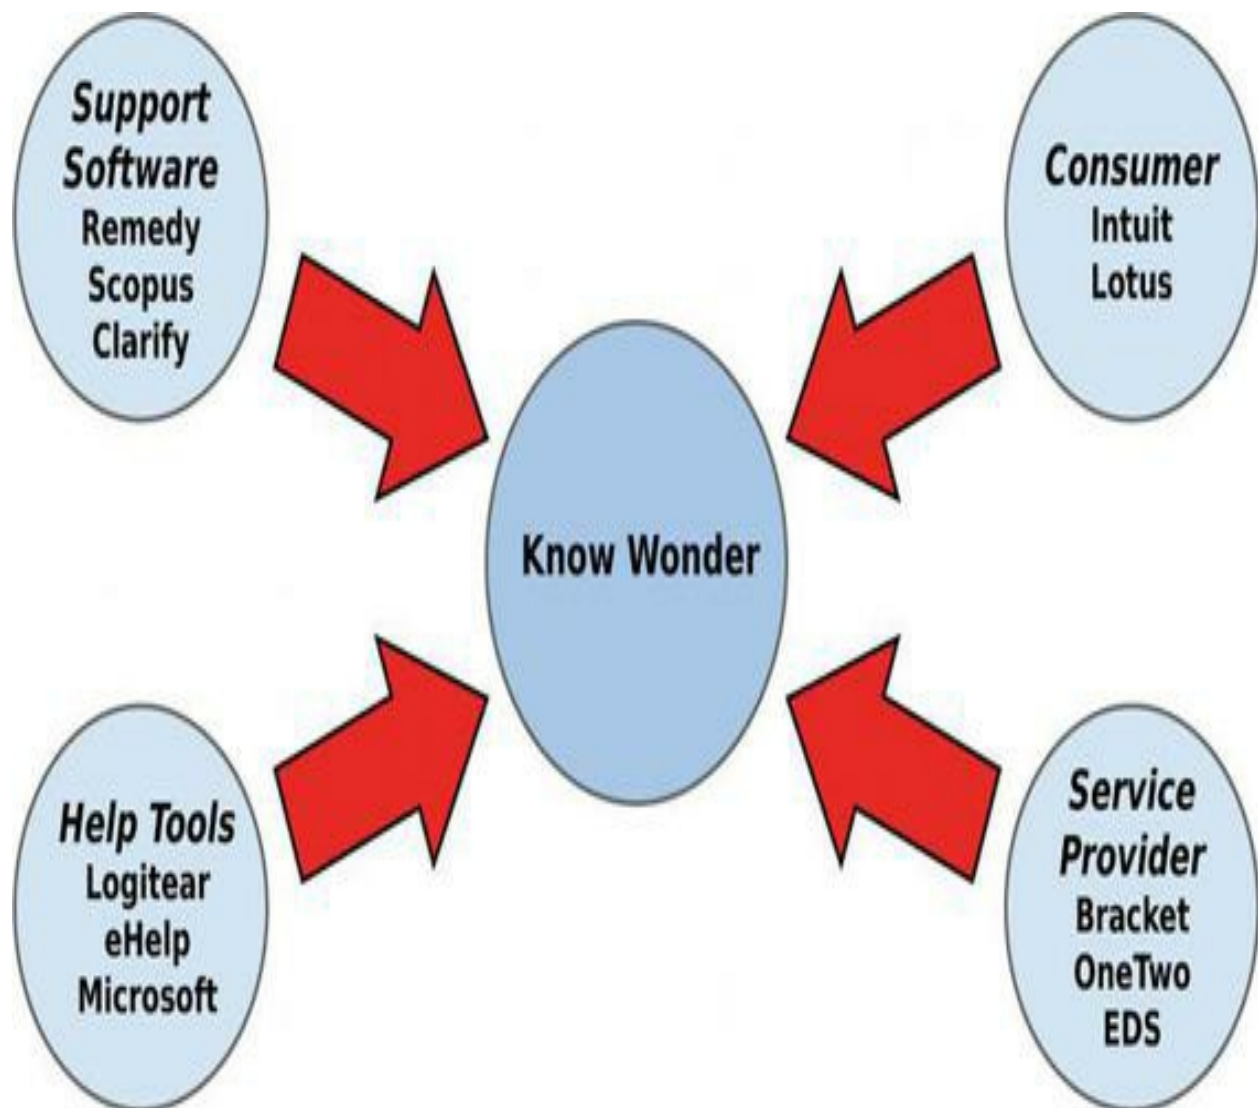 Support
Software
Remedy
Scopus
Clarify
Consumer
Intuit
Lotus
Know Wonder
Help Tools
Logitear
eHelp
Microsoft
Service
Provider
Bracket
OneTwo
EDS